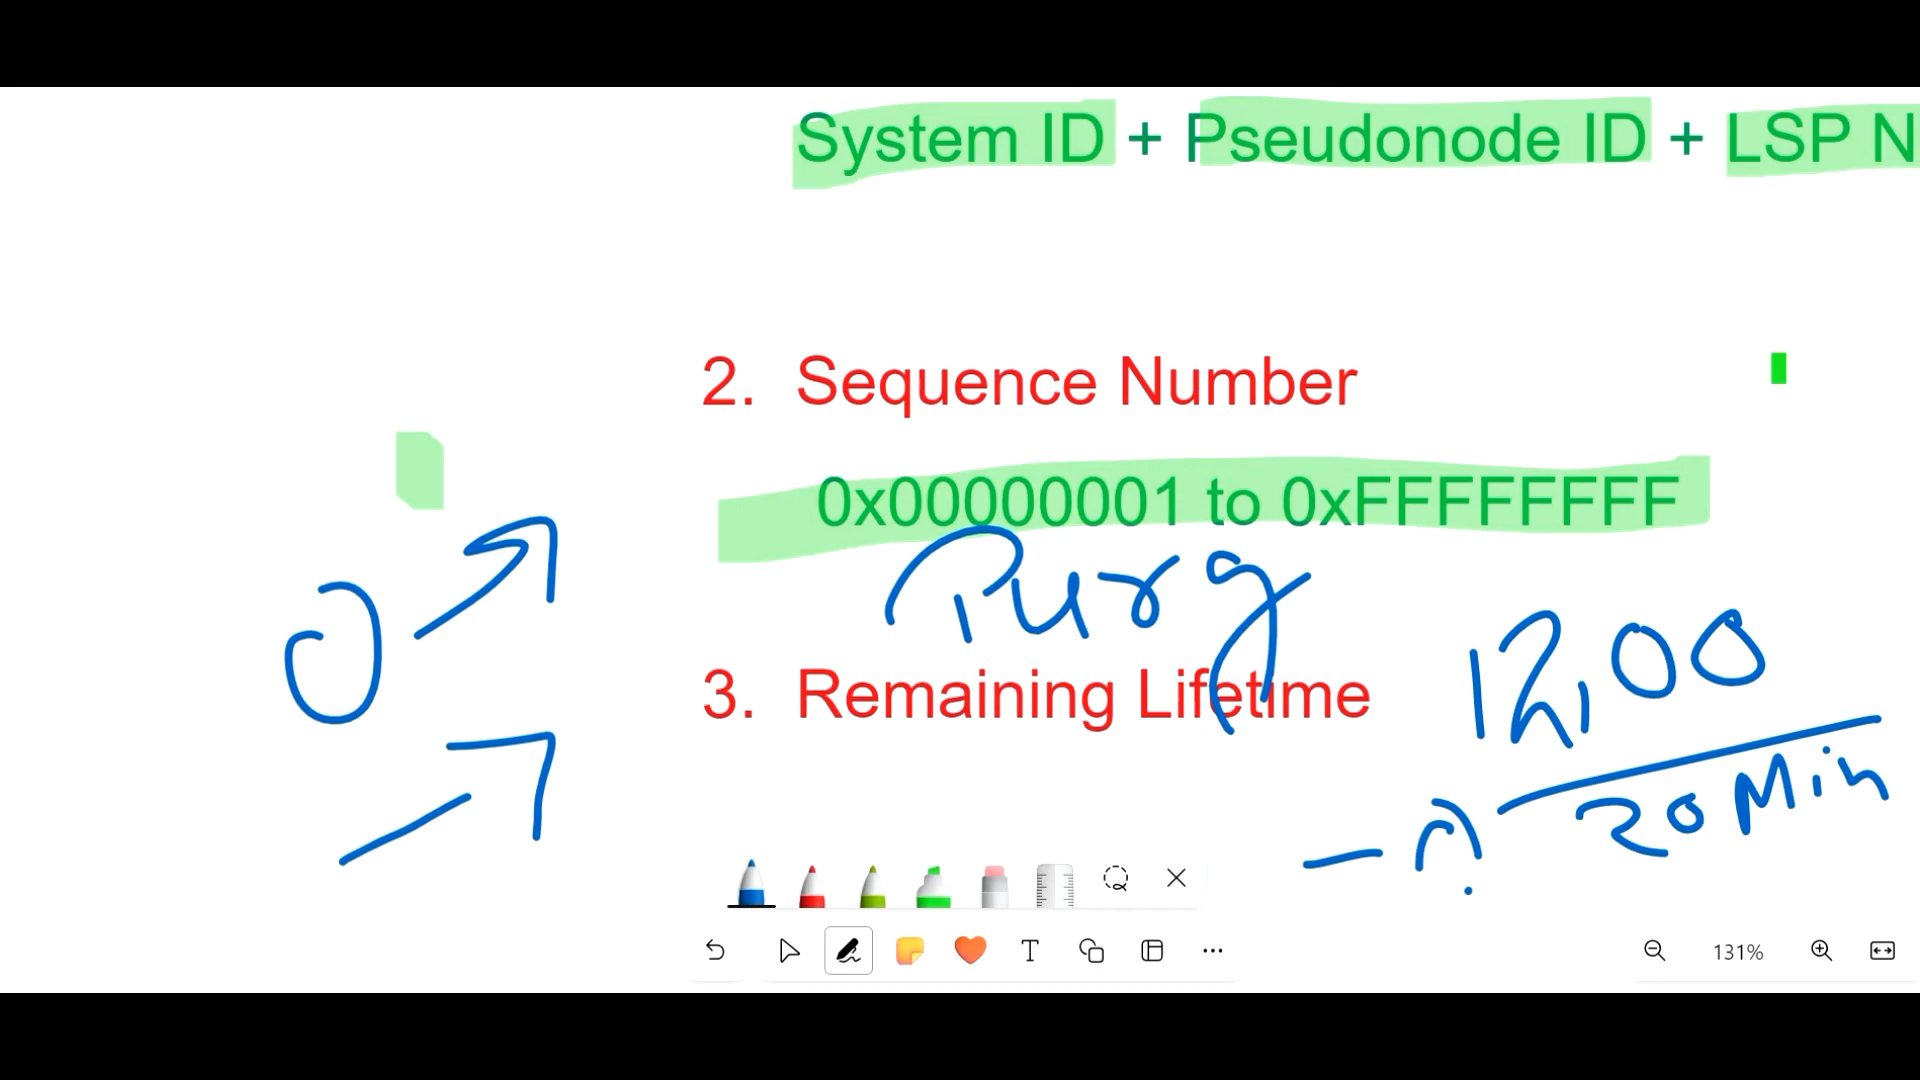 System ID + Pseudonode ID + LSP N
2. Sequence Number
0x00000001 to 0xFFFFFFFF
Purg
3. Remaining Lifetime
1200
20 Min
0
131%